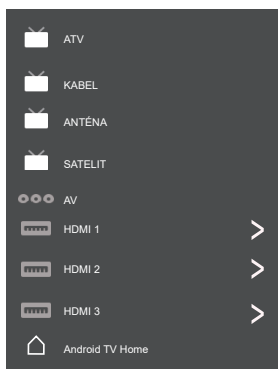 ATV
KABEL
ANTÉNA
SATELIT
AV
HDMI 1
HDMI 2
HDMI 3
Android TV Home